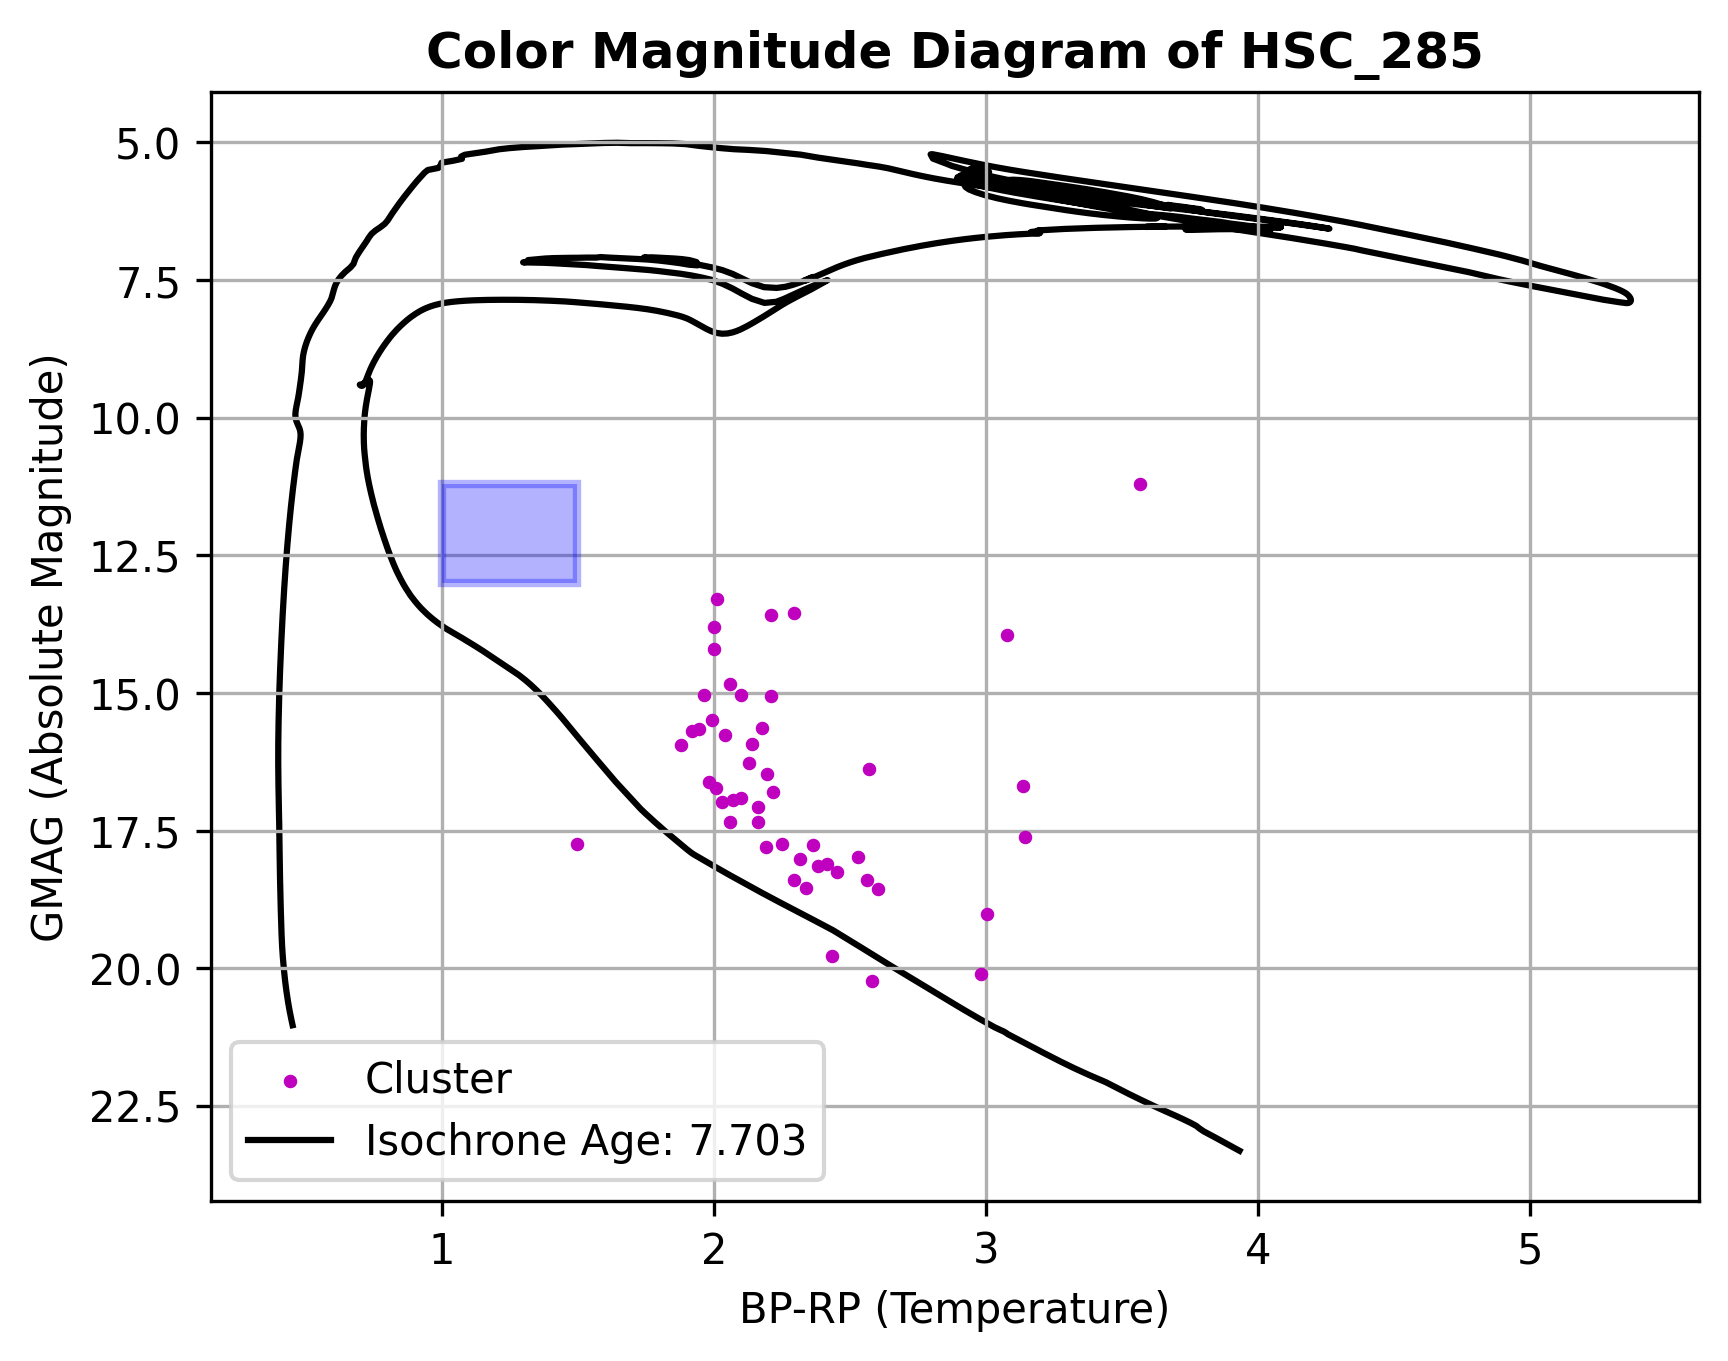 Color Magnitude Diagram of HSC_285
GMAG (Absolute Magnitude)
5.0
7.5
10.0
12.5
15.0
17.5
20.0
22.5
Cluster
Isochrone Age: 7.703
1 2 3 4 5
BP-RP (Temperature)